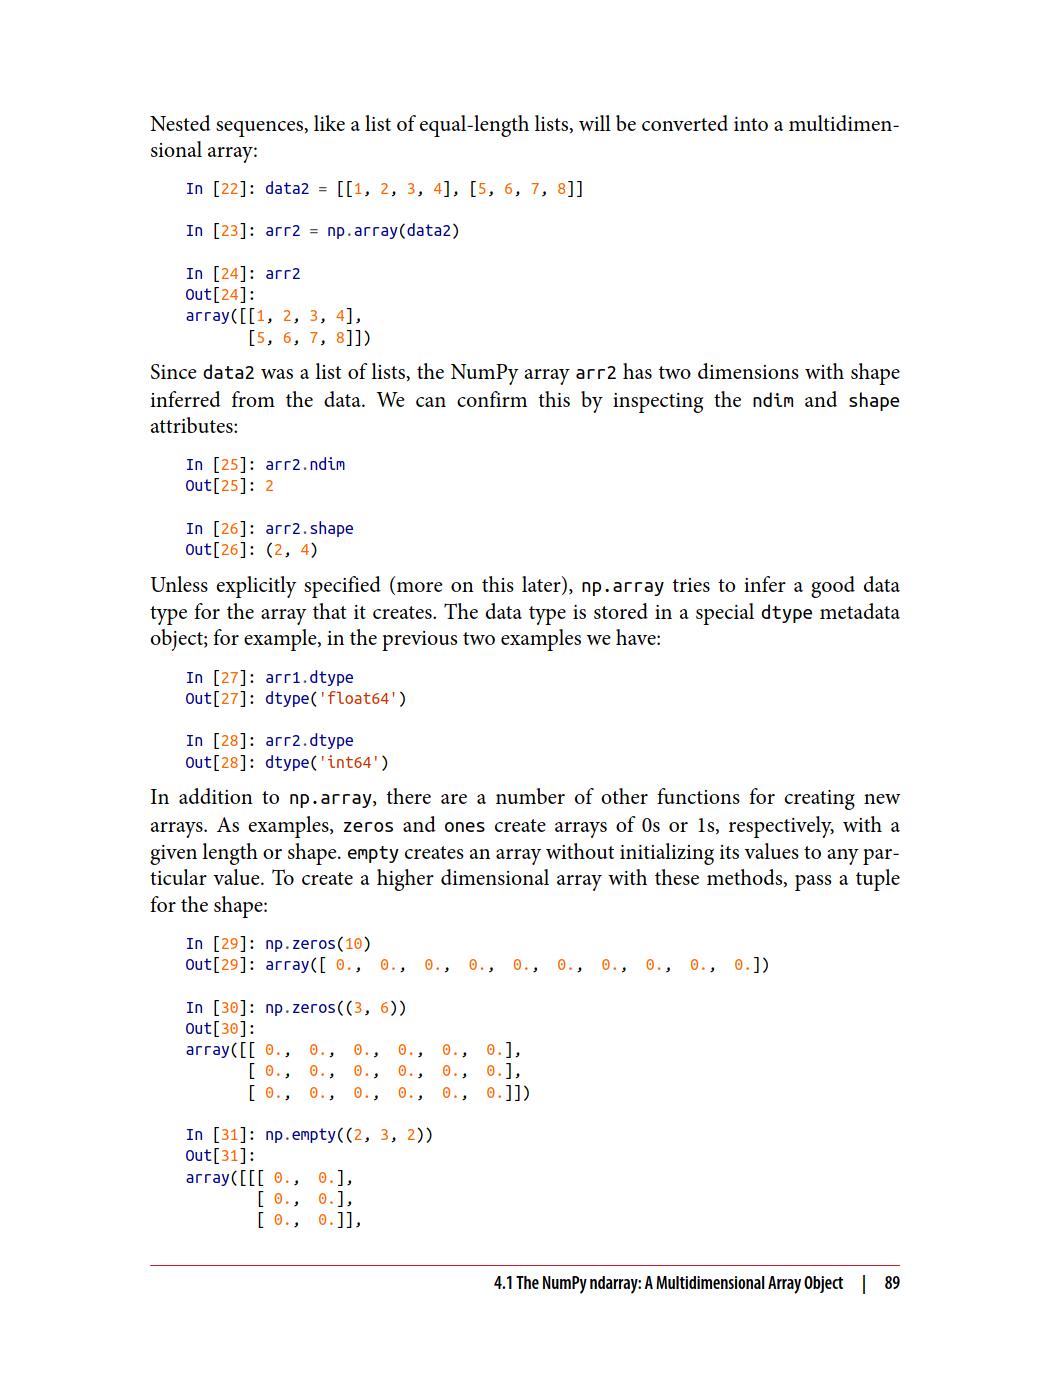 Nested sequences, like a list of equal-length lists, will be converted into a multidimen-
sional array:
In [22]: data2 = [[1, 2, 3, 4], [5, 6, 7, 8]]
In [23]: arr2 = np.array(data2)
In [24]: arr2
Out[24]:
array([[1, 2, 3, 4],
       [5, 6, 7, 8]])
Since data2 was a list of lists, the NumPy array arr2 has two dimensions with shape
inferred from the data. We can confirm this by inspecting the ndim and shape
attributes:
In [25]: arr2.ndim
Out[25]: 2
In [26]: arr2.shape
Out[26]: (2, 4)
Unless explicitly specified (more on this later), np.array tries to infer a good data
type for the array that it creates. The data type is stored in a special dtype metadata
object; for example, in the previous two examples we have:
In [27]: arr1.dtype
Out[27]: dtype('float64')
In [28]: arr2.dtype
Out[28]: dtype('int64')
In addition to np.array, there are a number of other functions for creating new
arrays. As examples, zeros and ones create arrays of 0s or 1s, respectively, with a
given length or shape. empty creates an array without initializing its values to any par-
ticular value. To create a higher dimensional array with these methods, pass a tuple
for the shape:
In [29]: np.zeros(10)
Out[29]: array([ 0.,  0.,  0.,  0.,  0.,  0.,  0.,  0.,  0.,  0.])
In [30]: np.zeros((3, 6))
Out[30]:
array([[ 0.,  0.,  0.,  0.,  0.,  0.],
       [ 0.,  0.,  0.,  0.,  0.,  0.],
       [ 0.,  0.,  0.,  0.,  0.,  0.]])
In [31]: np.empty((2, 3, 2))
Out[31]:
array([[[ 0.,  0.],
        [ 0.,  0.],
        [ 0.,  0.]],
4.1 The NumPy ndarray: A Multidimensional Array Object | 89